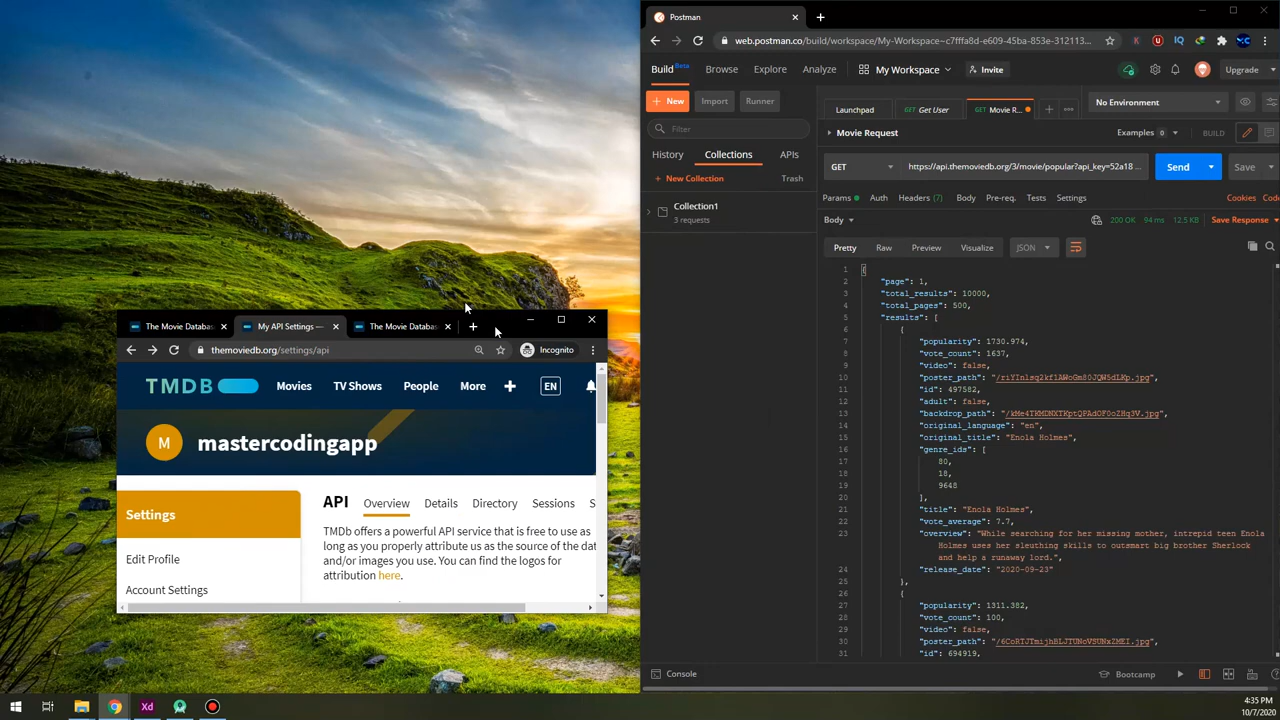 Postman
web.postman.co/build/workspace/My-Workspace~c7fffa8d-e609-45ba-853e-312113...
Build Beta Browse Explore Analyze My Workspace Invite Upgrade
New Import Runner
Launchpad GET Get User GET Movie R... No Environment
Filter
Movie Request Examples 0 BUILD
History Collections APIs
GET https://api.themoviedb.org/3/movie/popular?api_key=52a18 ... Send Save
New Collection Trash
Params Auth Headers (7) Body Pre-req. Tests Settings Cookies Cod
Collection1
3 requests
Body 200 OK 94 ms 12.5 KB Save Response
Pretty Raw Preview Visualize JSON
1 {
2 "page": 1,
3 "total_results": 10000,
4 "total_pages": 500,
5 "results": [
6 {
7 "popularity": 1730.974,
8 "vote_count": 1637,
9 "video": false,
10 "poster_path": "/riYInlsq2kf1AWoGm80JQW5dLKp.jpg",
11 "id": 497582,
12 "adult": false,
13 "backdrop_path": "/kMe4TKMDNXTKptQPAdOF0oZHq3V.jpg",
14 "original_language": "en",
15 "original_title": "Enola Holmes",
16 "genre_ids": [
17 80,
18 18,
19 9648
20 ],
21 "title": "Enola Holmes",
22 "vote_average": 7.7,
23 "overview": "While searching for her missing mother, intrepid teen Enola
Holmes uses her sleuthing skills to outsmart big brother Sherlock
and help a runaway lord.",
24 "release_date": "2020-09-23"
25 },
26 {
27 "popularity": 1311.382,
28 "vote_count": 100,
29 "video": false,
30 "poster_path": "/6CoRTJTmijhBLJTUNoVSUNxZMEI.jpg",
31 "id": 694919,
Console Bootcamp
The Movie Databa My API Settings — The Movie Databa
themoviedb.org/settings/api Incognito
TMDB Movies TV Shows People More EN
M mastercodingapp
Settings
Edit Profile
Account Settings
API Overview Details Directory Sessions S
TMDb offers a powerful API service that is free to use as
long as you properly attribute us as the source of the dat
and/or images you use. You can find the logos for
attribution here.
Xd
4:35 PM
10/7/2020